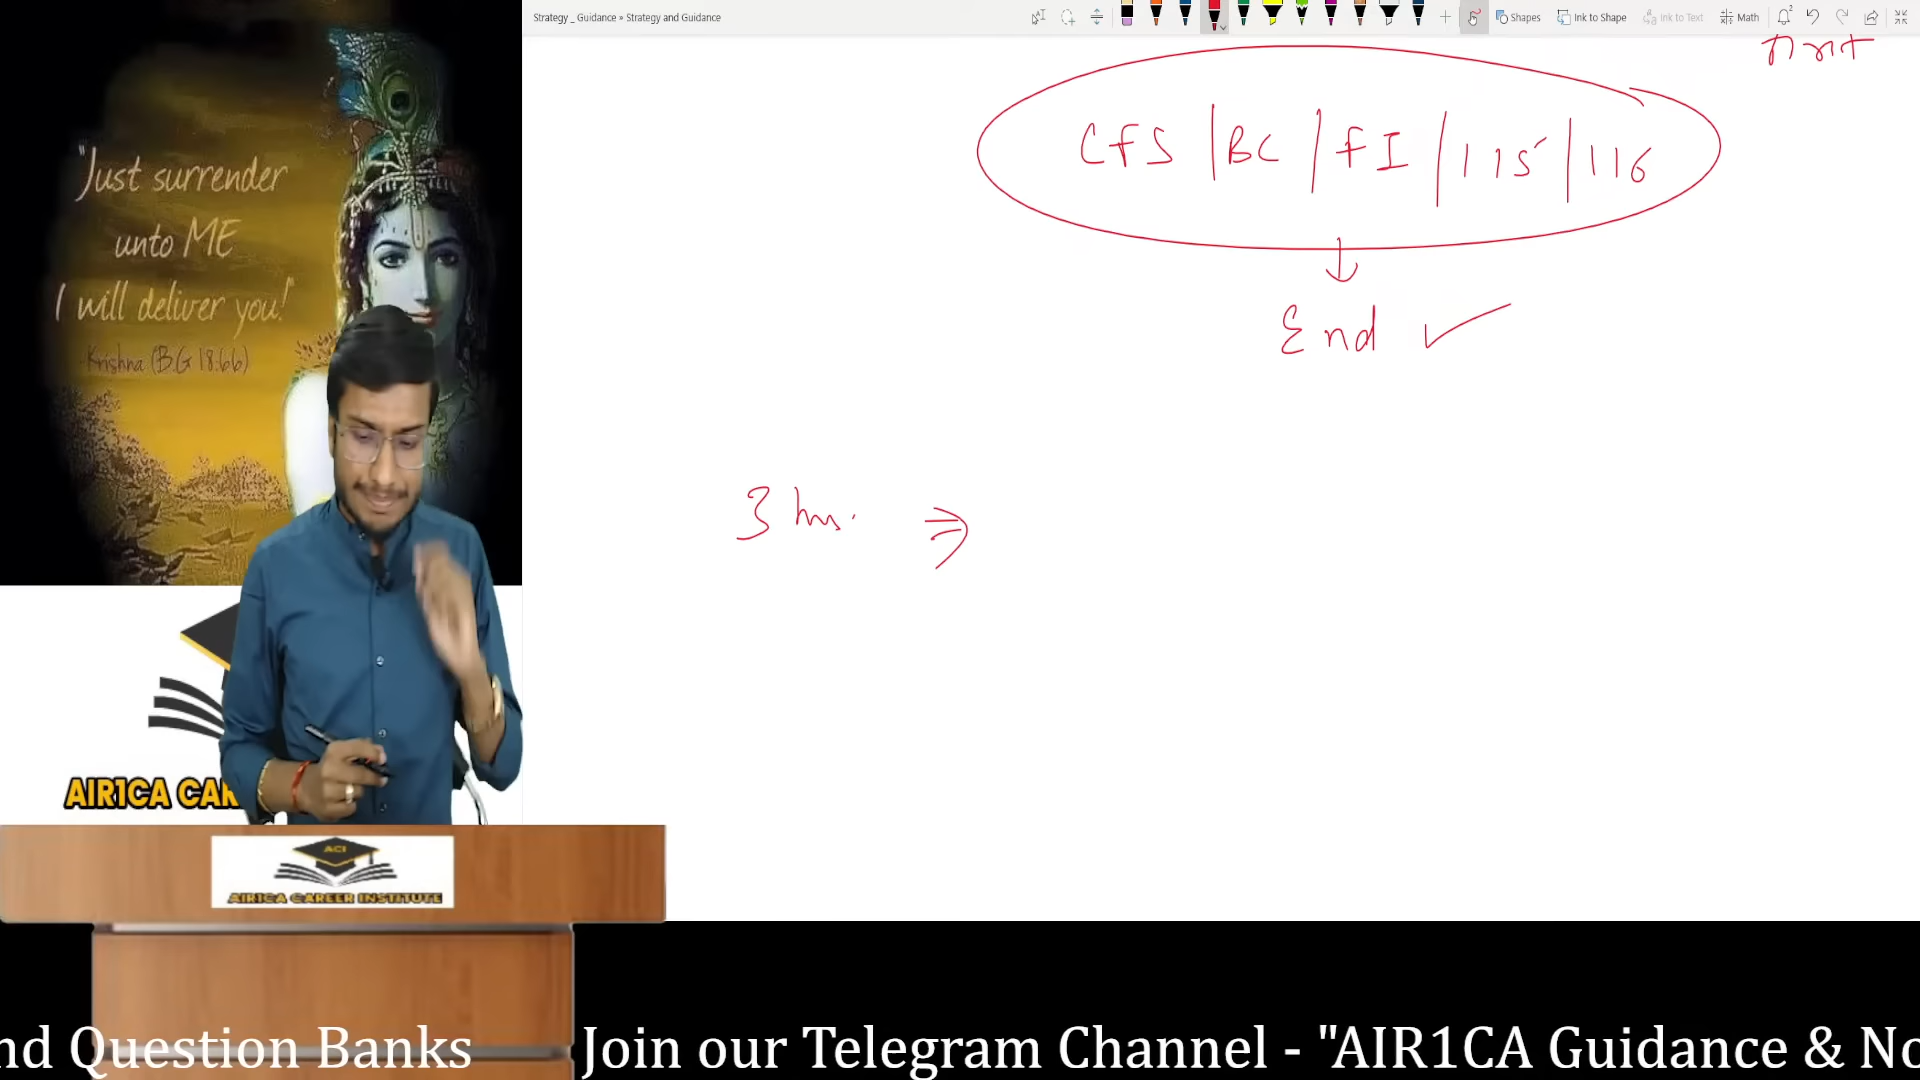 Strategy _ Guidance » Strategy and Guidance
Shapes
Ink to Shape
Ink to Text
Math
"Just surrender
unto ME
I will deliver you!"
-Krishna (B.G 18.66)
CFS | BC | FI | 115 | 116
End ✓
3 hrs. ⇒
AIR1CA CAR
ACI
AIR1CA CAREER INSTITUTE
nd Question Banks Join our Telegram Channel - "AIR1CA Guidance & No